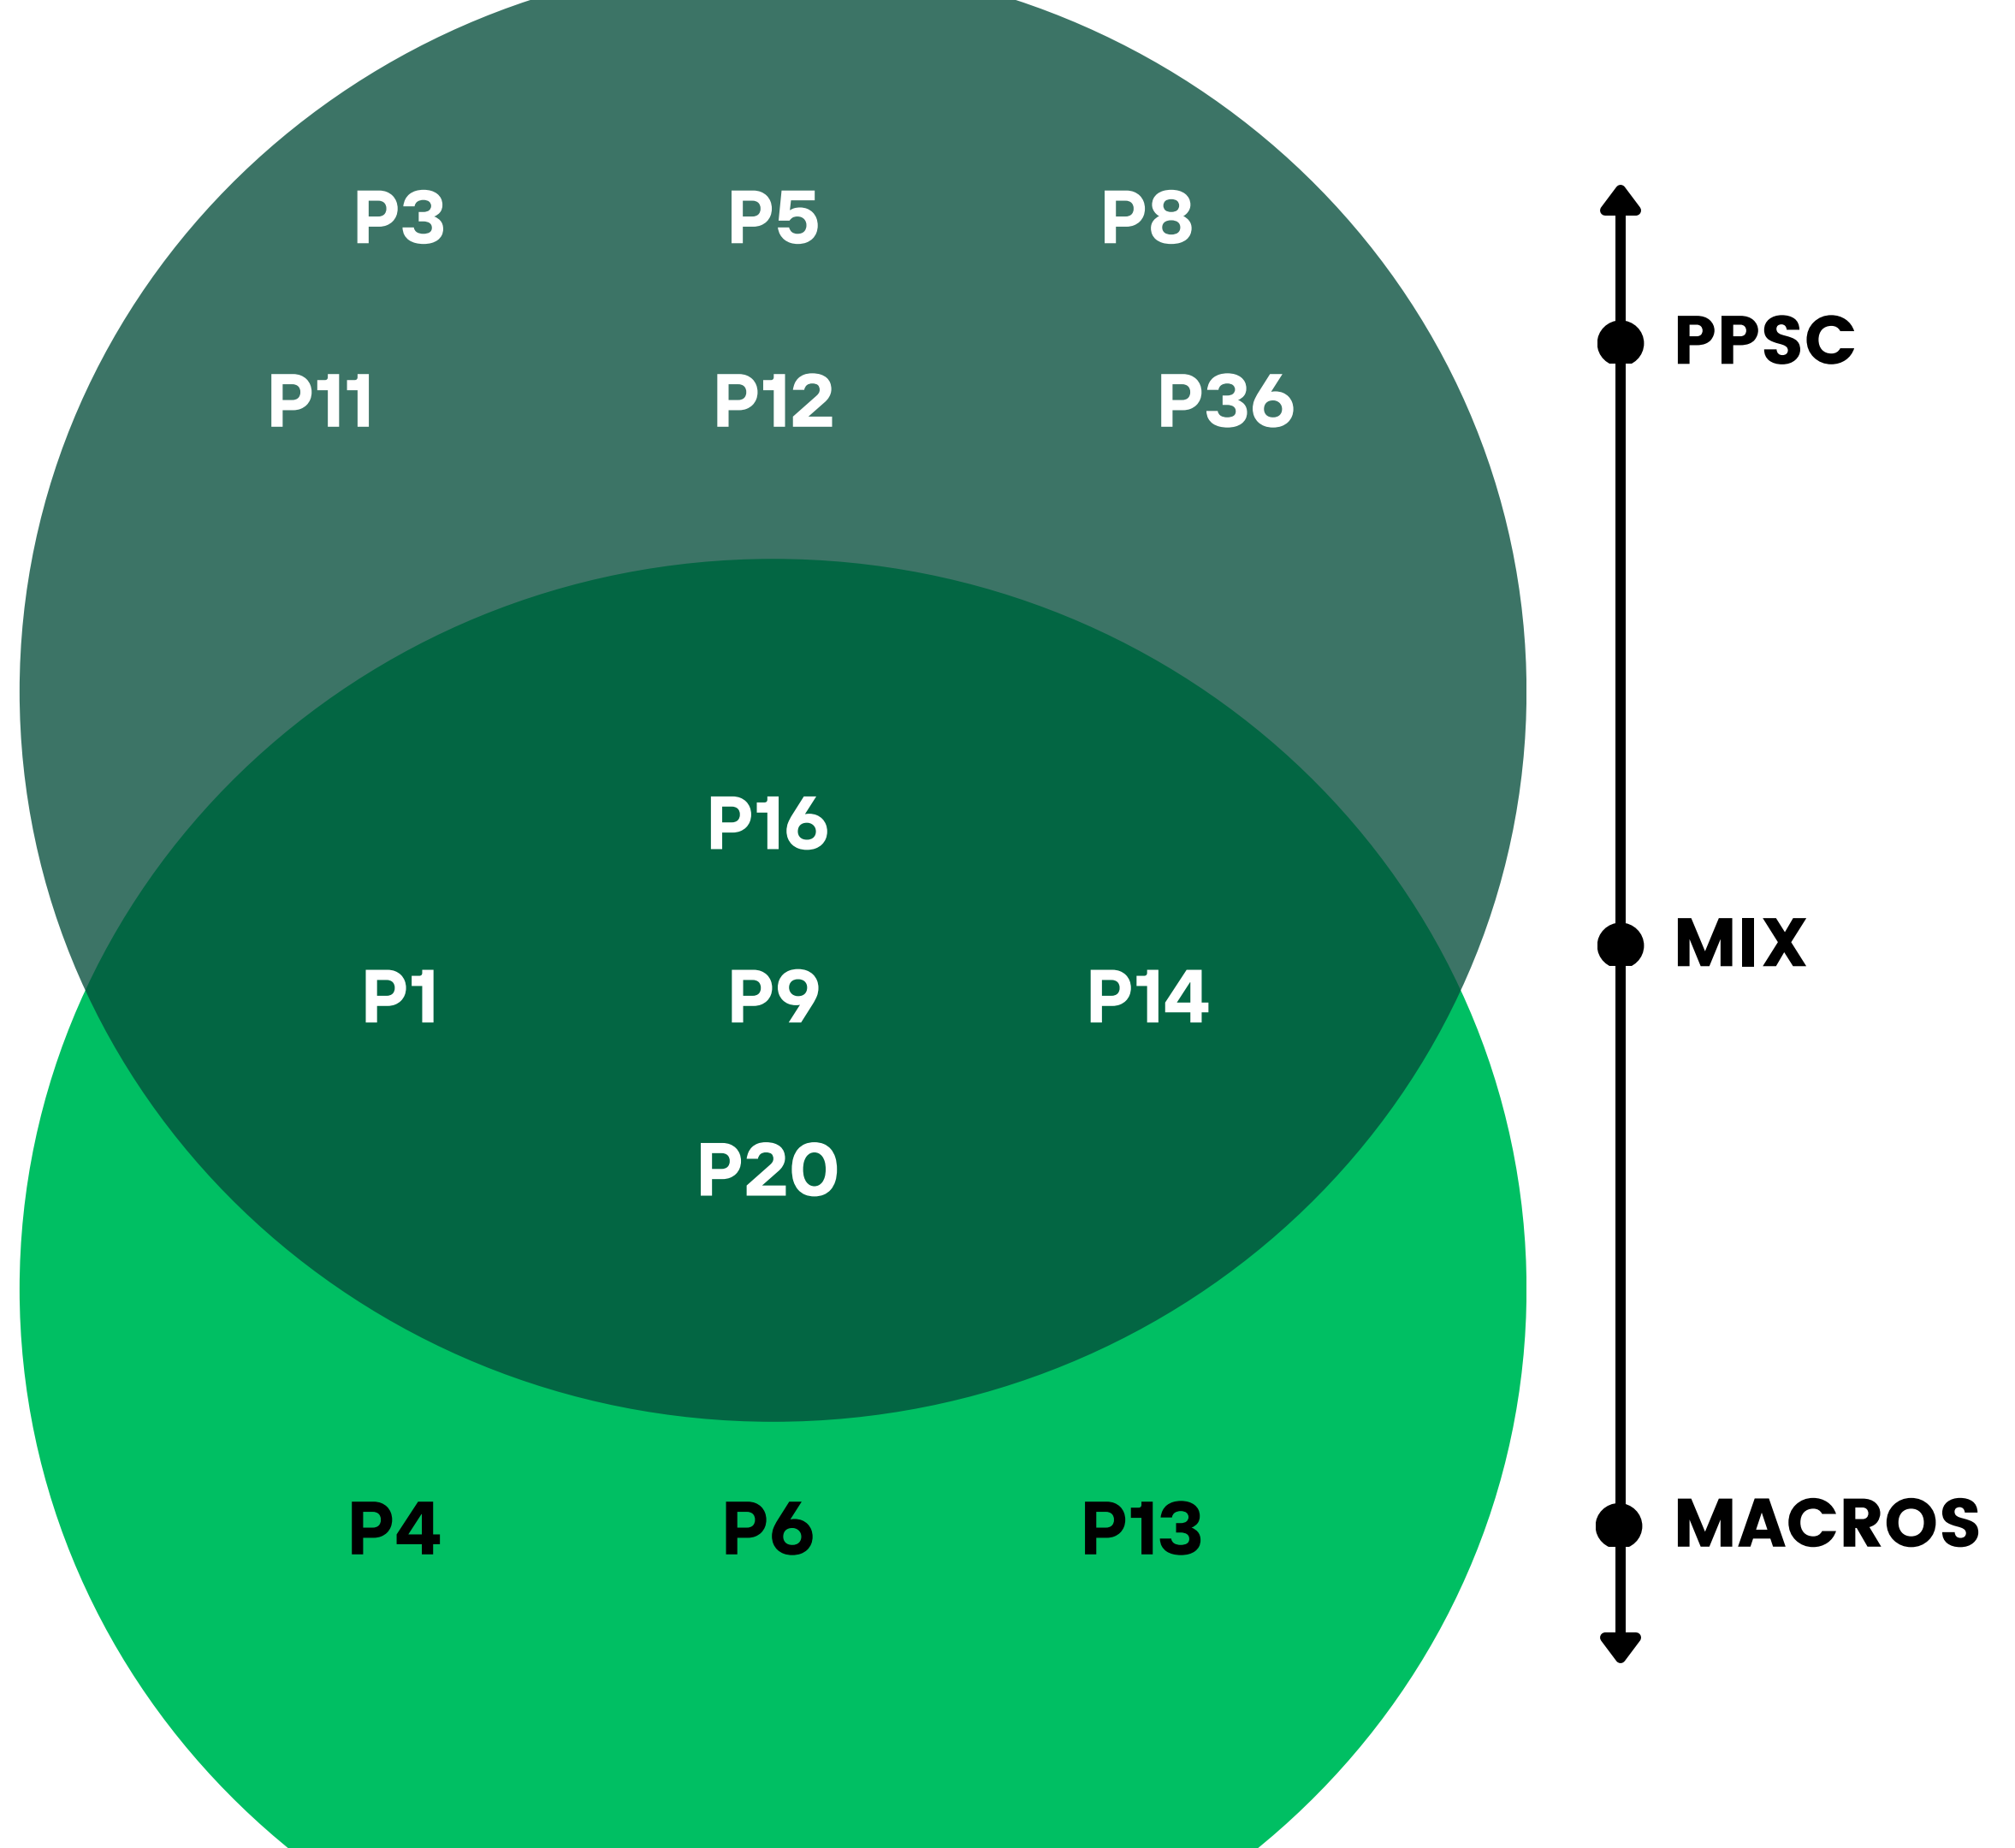 P3 P5 P8
PPSC
P11 P12 P36
P16
MIX
P1 P9 P14
P20
P4 P6 P13
MACROS